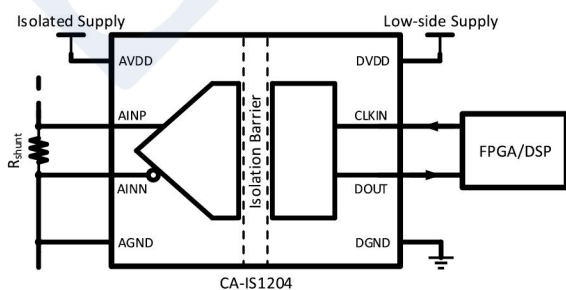 Isolated Supply
Low-side Supply
AVDD
DVDD
AINP
CLKIN
Rshunt
Isolation Barrier
FPGA/DSP
AINN
DOUT
AGND
DGND
CA-IS1204